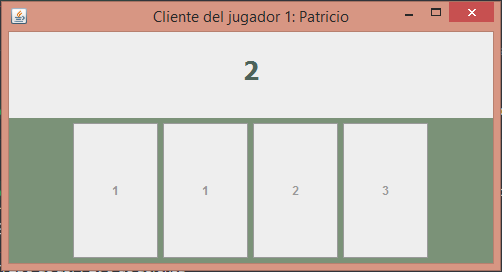 Cliente del jugador 1: Patricio
2
1 1 2 3